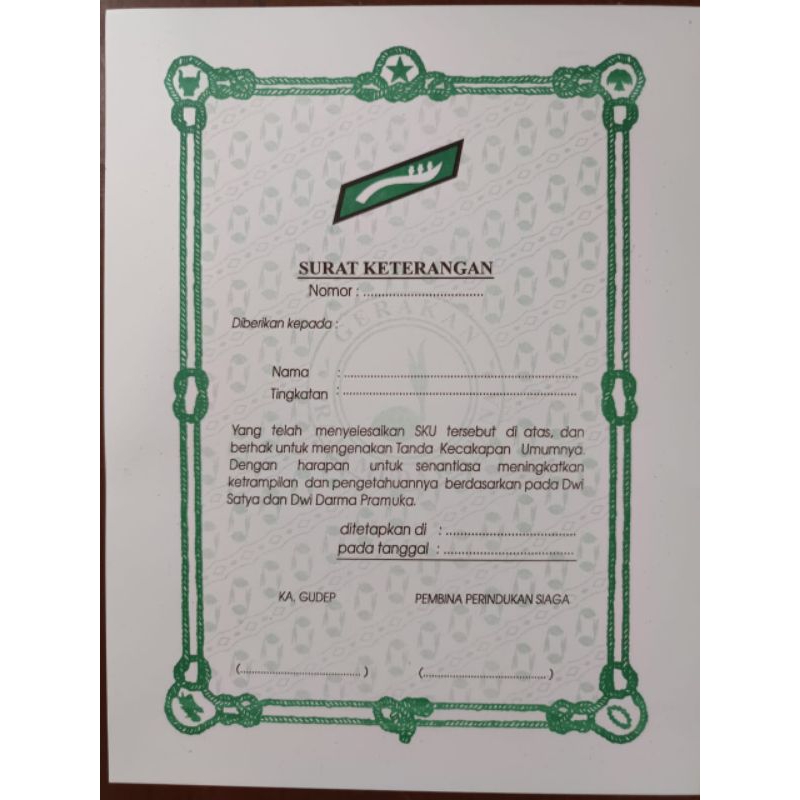 SURAT KETERANGAN
Nomor : ..................................
Diberikan kepada :
GERAKAN
Nama : ................................................................
Tingkatan : ................................................................
Yang telah menyelesaikan SKU tersebut di atas, dan
berhak untuk mengenakan Tanda Kecakapan Umumnya.
Dengan harapan untuk senantiasa meningkatkan
ketrampilan dan pengetahuannya berdasarkan pada Dwi
Satya dan Dwi Darma Pramuka.
ditetapkan di : ..................................
pada tanggal : ..................................
KA. GUDEP PEMBINA PERINDUKAN SIAGA
(..................................) (..................................)